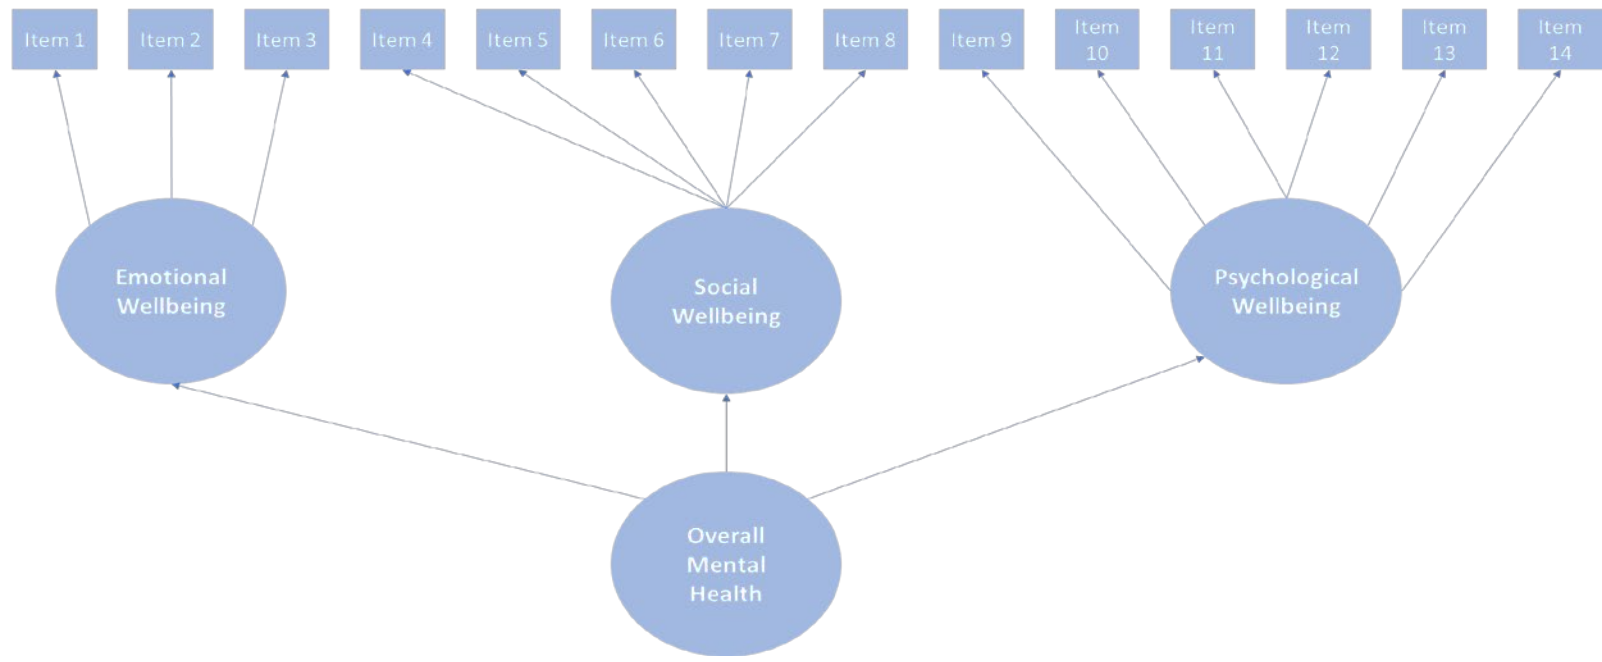 Item 1
Item 2
Item 3
Item 4
Item 5
Item 6
Item 7
Item 8
Item 9
Item
10
Item
11
Item
12
Item
13
Item
14
Emotional
Wellbeing
Social
Wellbeing
Psychological
Wellbeing
Overall
Mental
Health